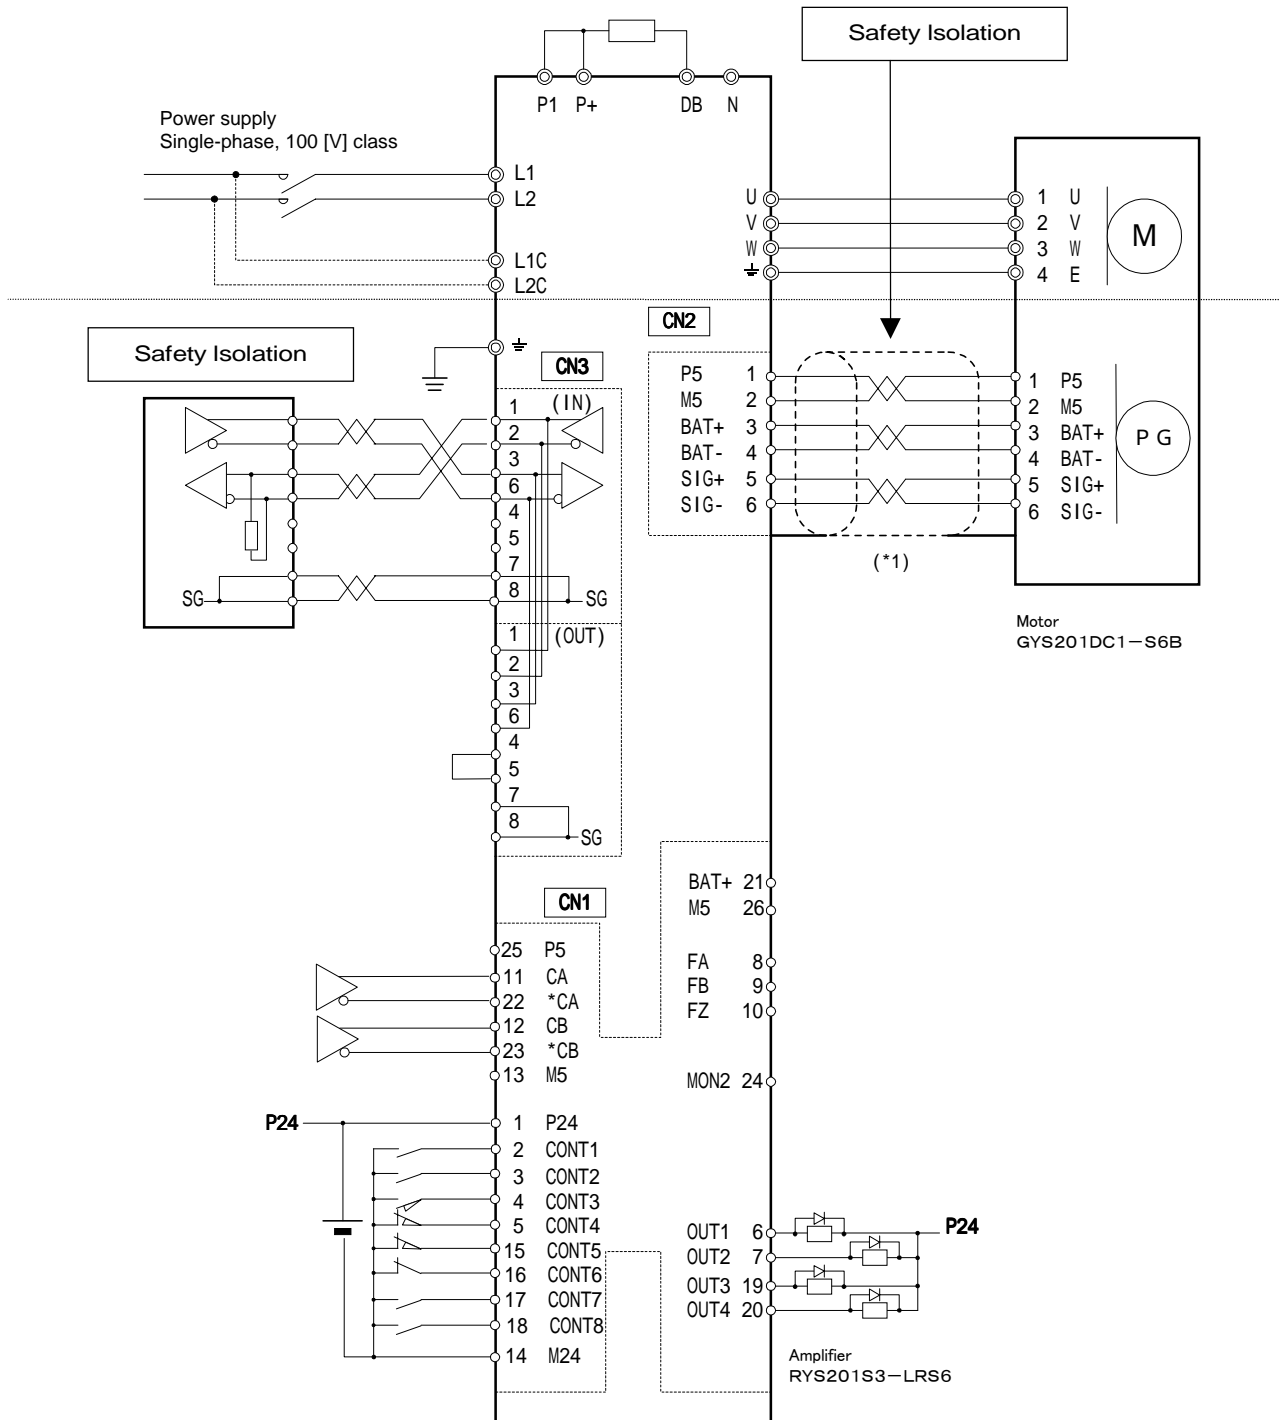 Safety Isolation
P1 P+ DB N
Power supply
Single-phase, 100 [V] class
L1
L2
L1C
L2C
U
V
W
1 U
2 V
3 W
4 E
M
Safety Isolation
CN3
1 (IN)
2
3
6
4
5
7
8
SG
SG
1 (OUT)
2
3
6
4
5
7
8
SG
CN2
P5 1
M5 2
BAT+ 3
BAT- 4
SIG+ 5
SIG- 6
(*1)
1 P5
2 M5
3 BAT+
4 BAT-
5 SIG+
6 SIG-
PG
Motor
GYS201DC1-S6B
CN1
25 P5
11 CA
22 *CA
12 CB
23 *CB
13 M5
P24
1 P24
2 CONT1
3 CONT2
4 CONT3
5 CONT4
15 CONT5
16 CONT6
17 CONT7
18 CONT8
14 M24
BAT+ 21
M5 26
FA 8
FB 9
FZ 10
MON2 24
OUT1 6
OUT2 7
OUT3 19
OUT4 20
P24
Amplifier
RYS201S3-LRS6